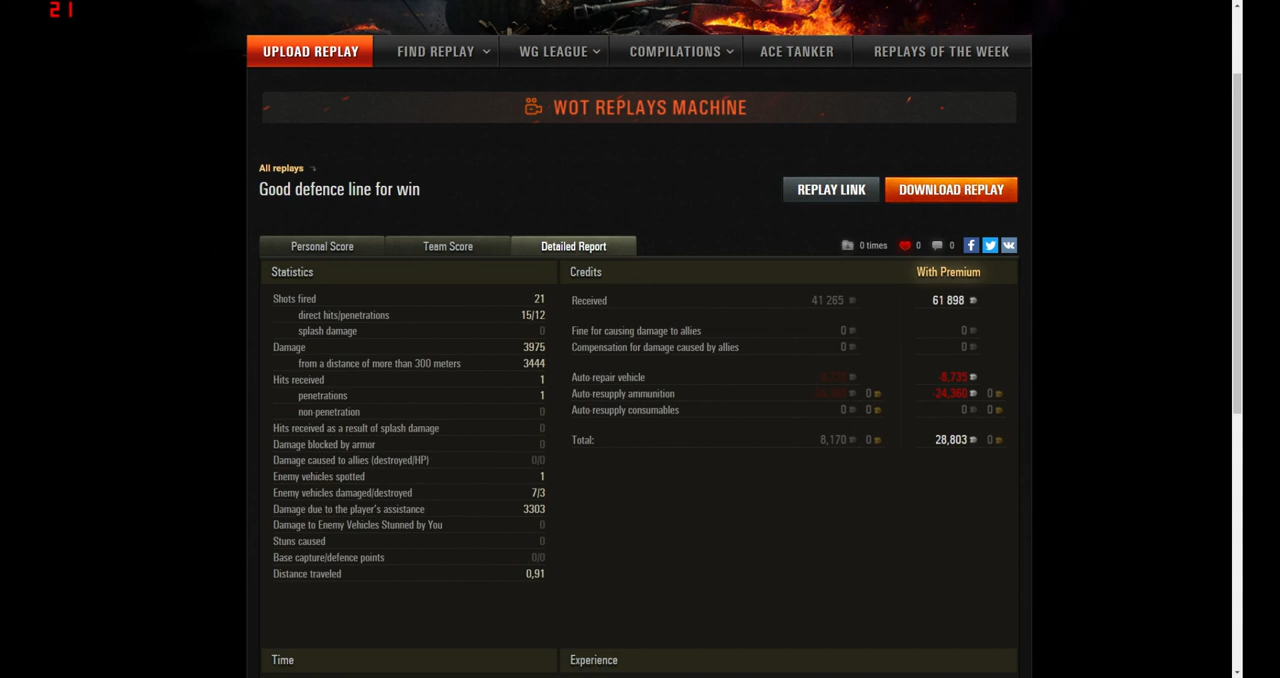 21
UPLOAD REPLAY FIND REPLAY WG LEAGUE COMPILATIONS ACE TANKER REPLAYS OF THE WEEK
WOT REPLAYS MACHINE
All replays
Good defence line for win
REPLAY LINK DOWNLOAD REPLAY
Personal Score Team Score Detailed Report 0 times 0 0
Statistics Credits With Premium
Shots fired 21 Received 41 265 61 898
direct hits/penetrations 15/12
splash damage 0 Fine for causing damage to allies 0 0
Damage 3975 Compensation for damage caused by allies 0 0
from a distance of more than 300 meters 3444
Hits received 1 Auto-repair vehicle -8,735
penetrations 1 Auto-resupply ammunition 0 -24,360 0
non-penetration 0 Auto-resupply consumables 0 0 0 0
Hits received as a result of splash damage 0
Damage blocked by armor 0 Total: 8,170 0 28,803 0
Damage caused to allies (destroyed/HP) 0/0
Enemy vehicles spotted 1
Enemy vehicles damaged/destroyed 7/3
Damage due to the player's assistance 3303
Damage to Enemy Vehicles Stunned by You 0
Stuns caused 0
Base capture/defence points 0/0
Distance traveled 0,91
Time Experience